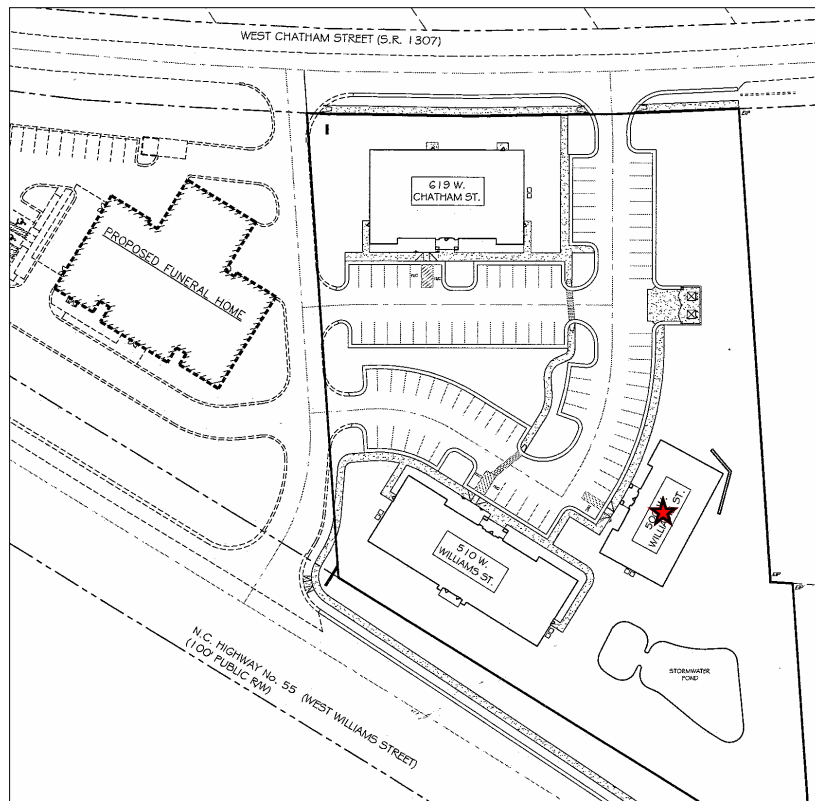 WEST CHATHAM STREET (S.R. 1307)
619 W.
CHATHAM ST.
PROPOSED FUNERAL HOME
510 W.
WILLIAMS ST.
ST.
STORMWATER
POND
N.C. HIGHWAY No. 55 (WEST WILLIAMS STREET)
(100' PUBLIC R/W)